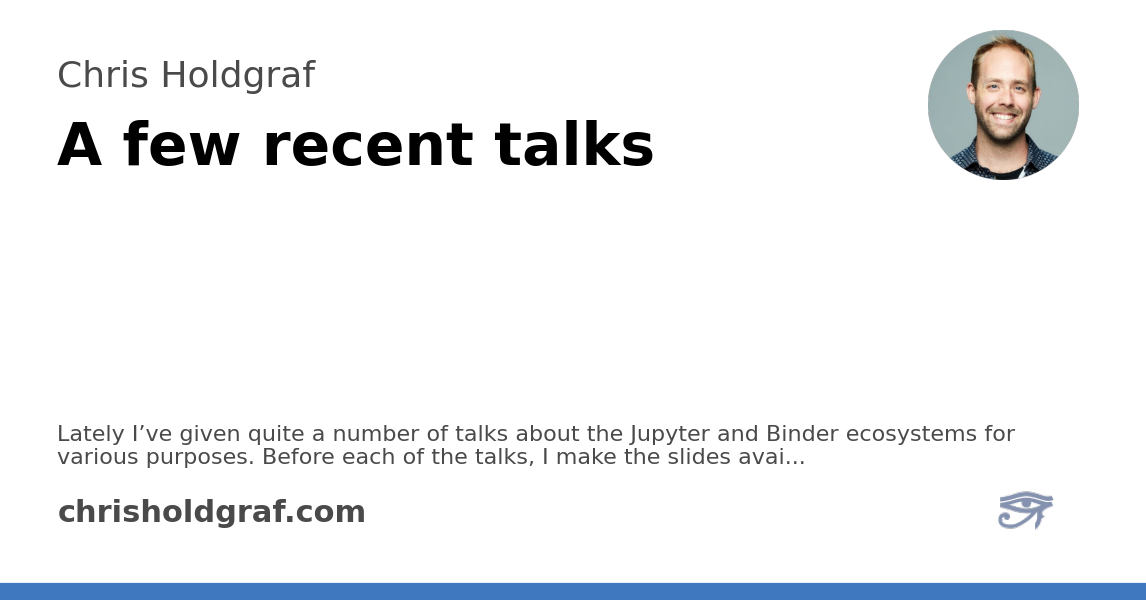 Chris Holdgraf
A few recent talks
Lately I’ve given quite a number of talks about the Jupyter and Binder ecosystems for
various purposes. Before each of the talks, I make the slides avai...
chrisholdgraf.com